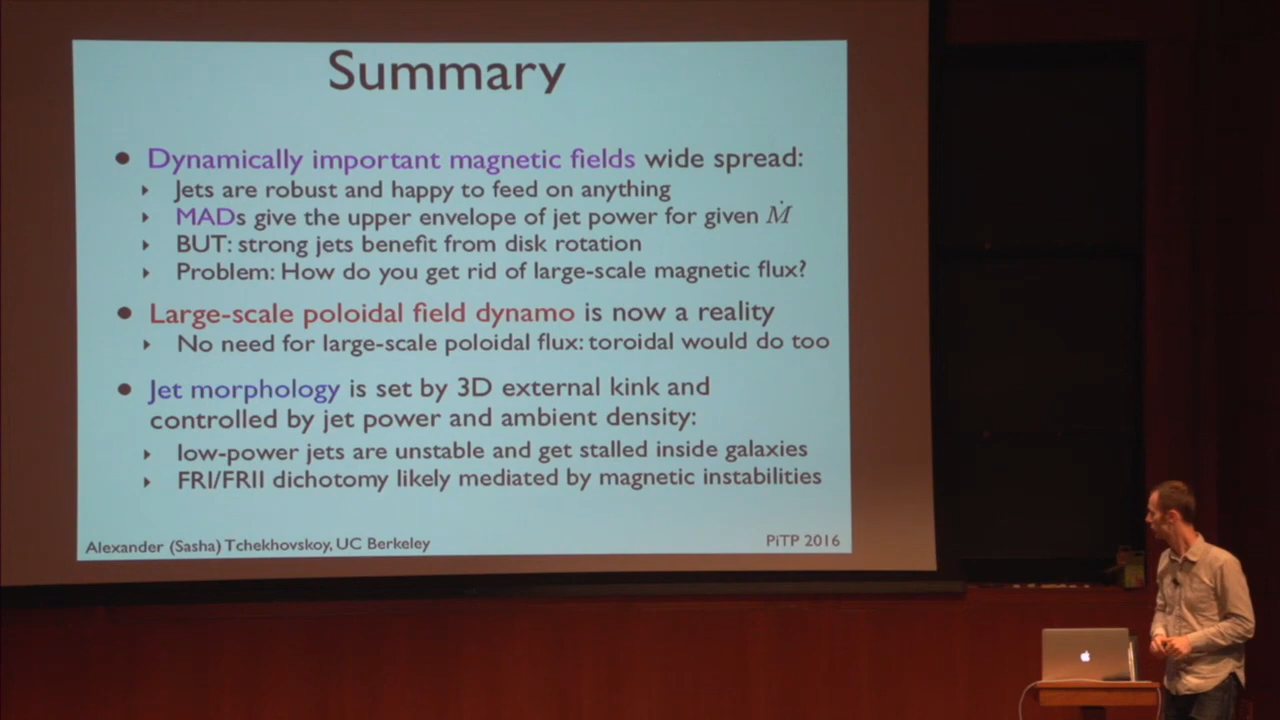 Summary
• Dynamically important magnetic fields wide spread:
‣ Jets are robust and happy to feed on anything
‣ MADs give the upper envelope of jet power for given Ṁ
‣ BUT: strong jets benefit from disk rotation
‣ Problem: How do you get rid of large-scale magnetic flux?
• Large-scale poloidal field dynamo is now a reality
‣ No need for large-scale poloidal flux: toroidal would do too
• Jet morphology is set by 3D external kink and
controlled by jet power and ambient density:
‣ low-power jets are unstable and get stalled inside galaxies
‣ FRI/FRII dichotomy likely mediated by magnetic instabilities
Alexander (Sasha) Tchekhovskoy, UC Berkeley
PiTP 2016